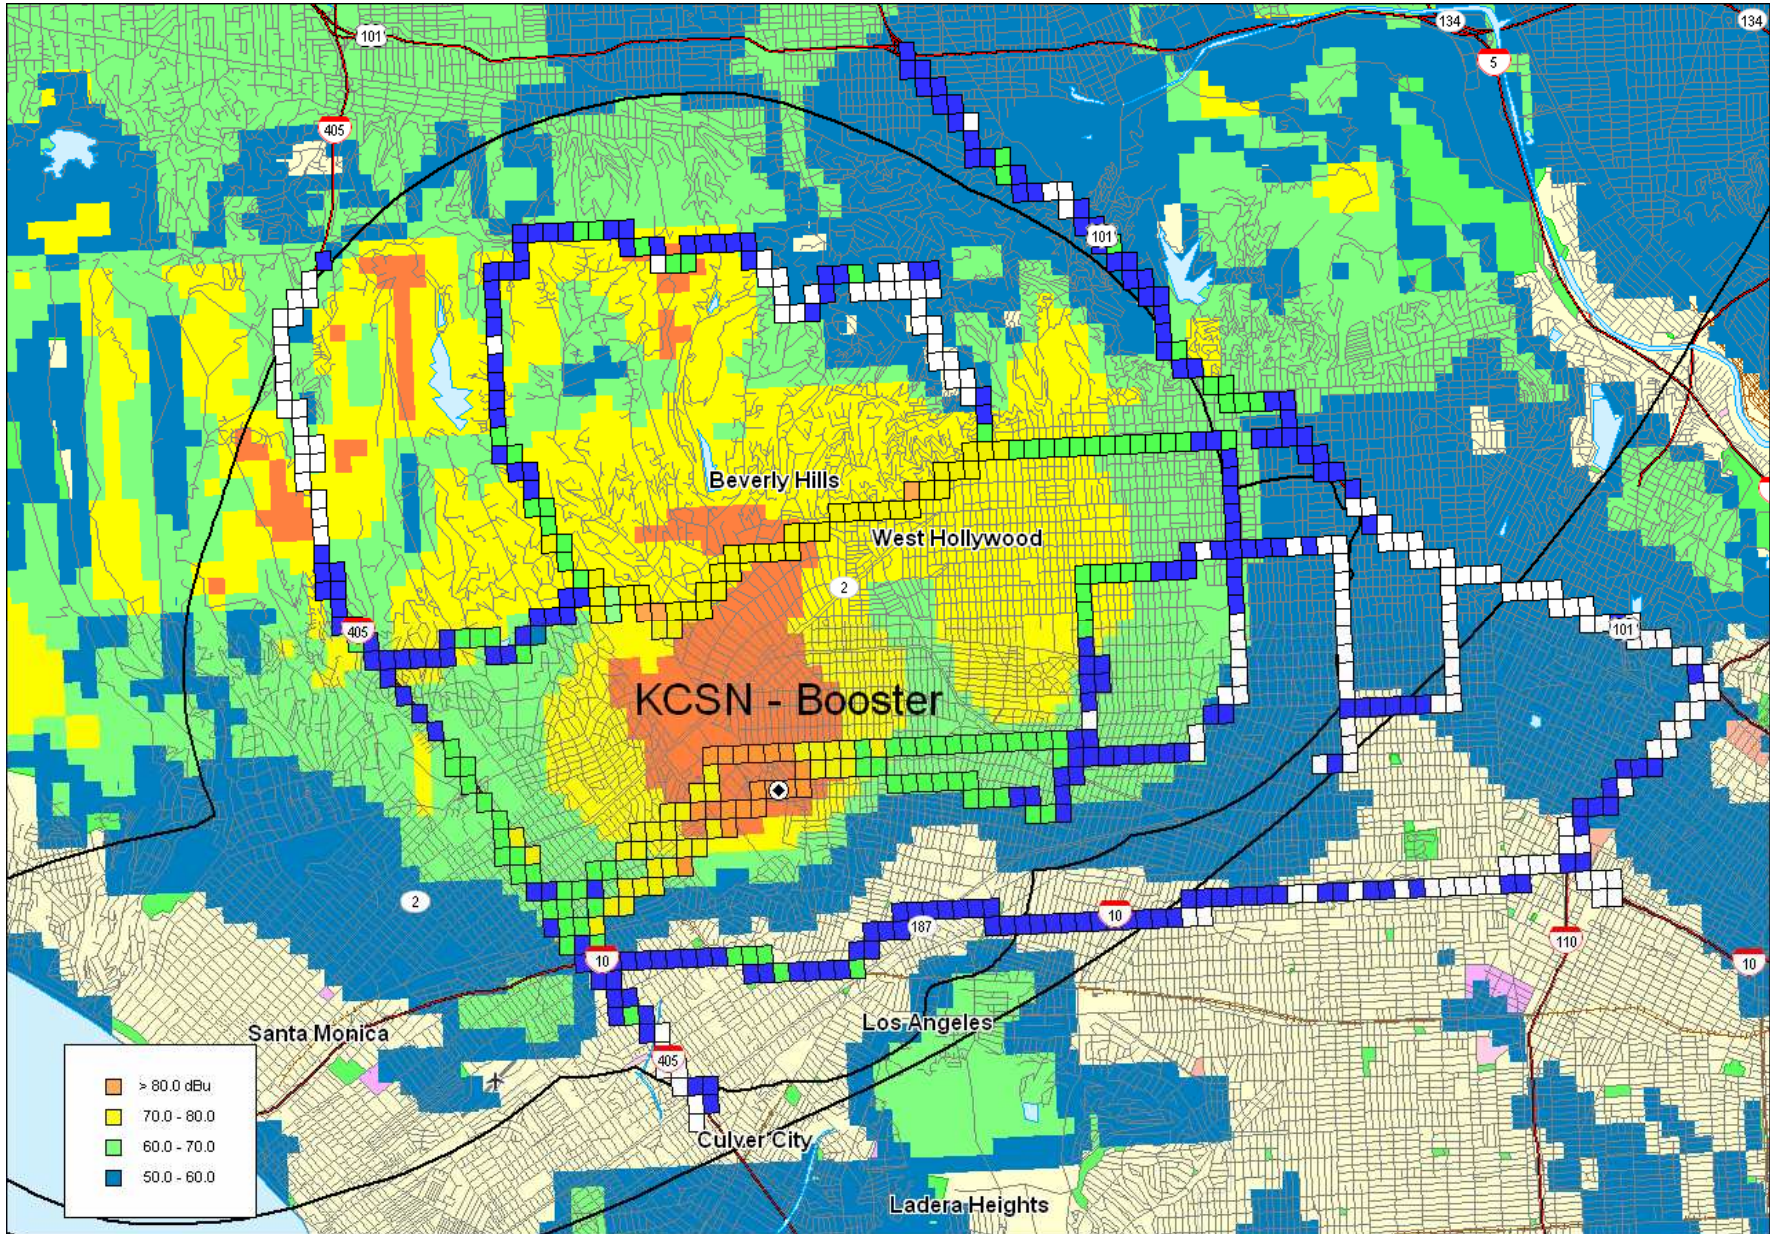 101
134
134
5
405
101
Beverly Hills
West Hollywood
2
405
101
KCSN - Booster
2
187
10
10
110
10
Santa Monica
Los Angeles
405
Culver City
Ladera Heights
> 80.0 dBu
70.0 - 80.0
60.0 - 70.0
50.0 - 60.0